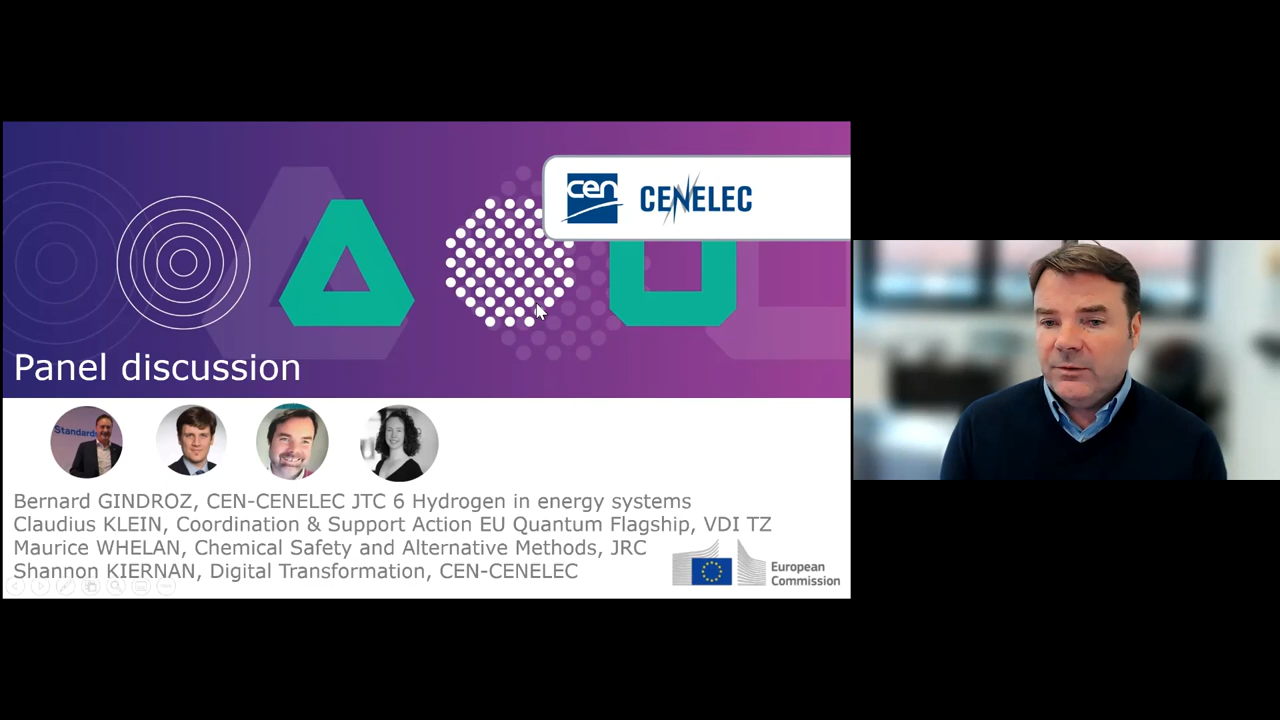 cen
CENELEC
Panel discussion
Standards
Bernard GINDROZ, CEN-CENELEC JTC 6 Hydrogen in energy systems
Claudius KLEIN, Coordination & Support Action EU Quantum Flagship, VDI TZ
Maurice WHELAN, Chemical Safety and Alternative Methods, JRC
Shannon KIERNAN, Digital Transformation, CEN-CENELEC
European
Commission